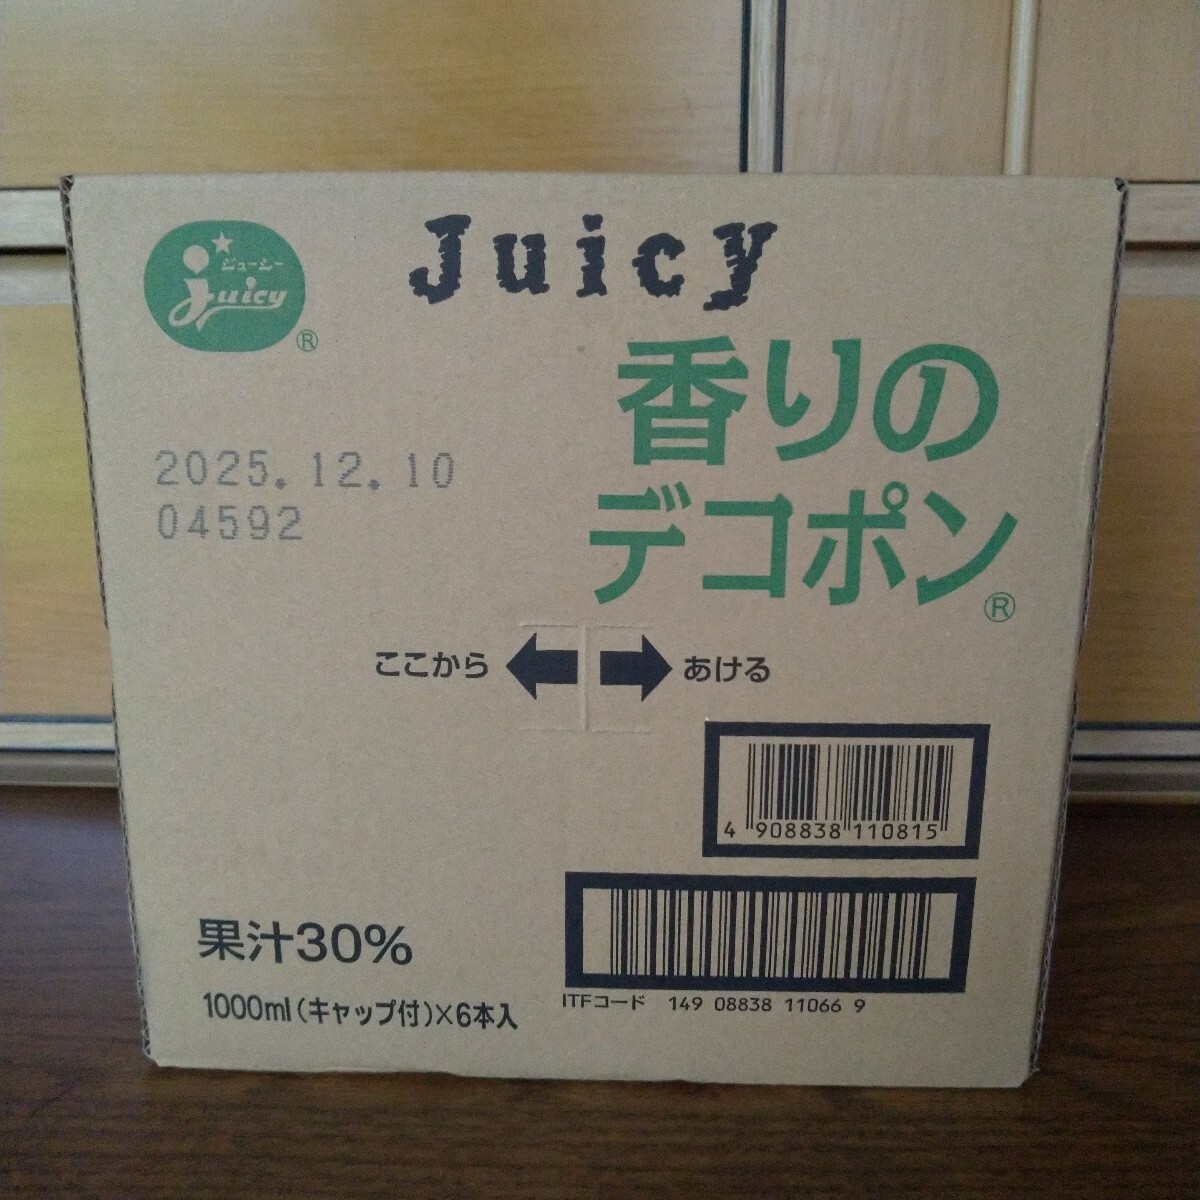 ジューシー
juicy
®
Juicy
香りの
デコポン
®
2025.12.10
04592
ここから
あける
4 908838 110815
果汁30%
1000ml(キャップ付)×6本入
ITFコード 149 08838 11066 9